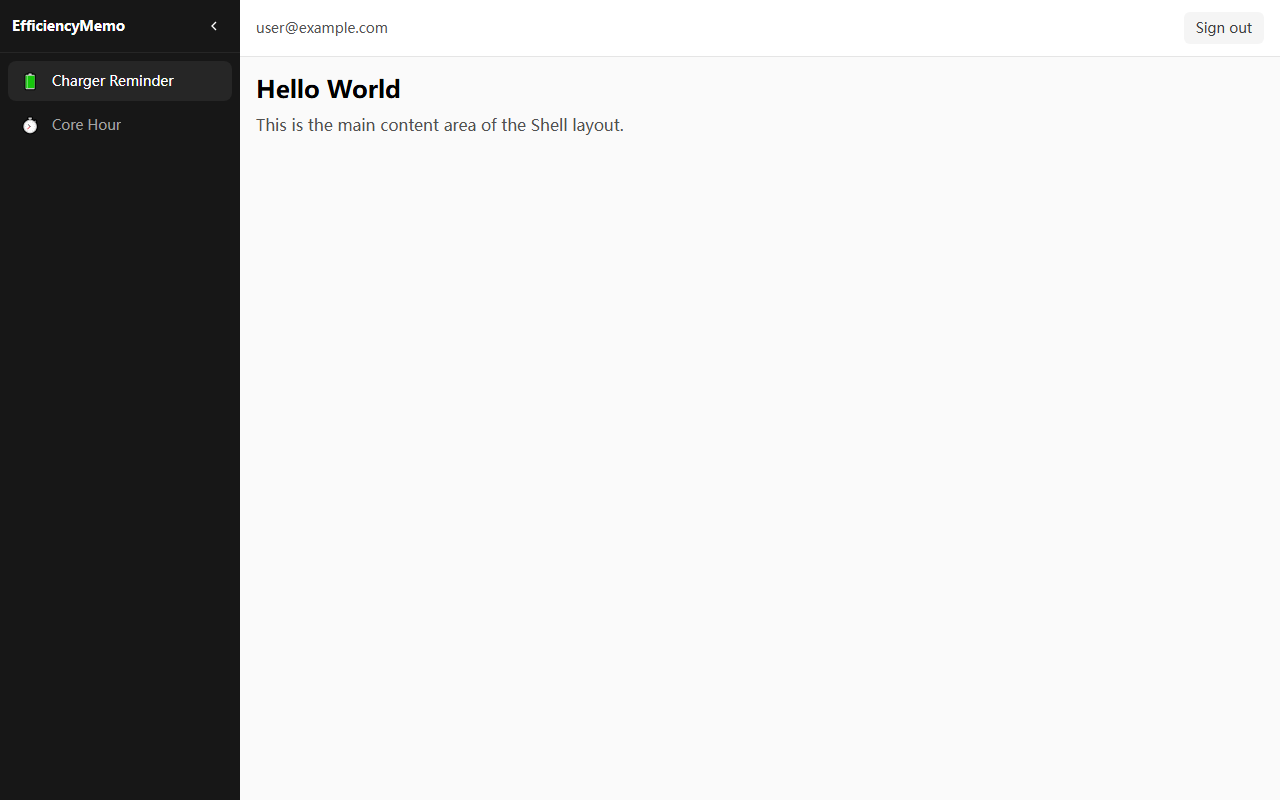 EfficiencyMemo
Charger Reminder
Core Hour
user@example.com
Sign out
Hello World
This is the main content area of the Shell layout.